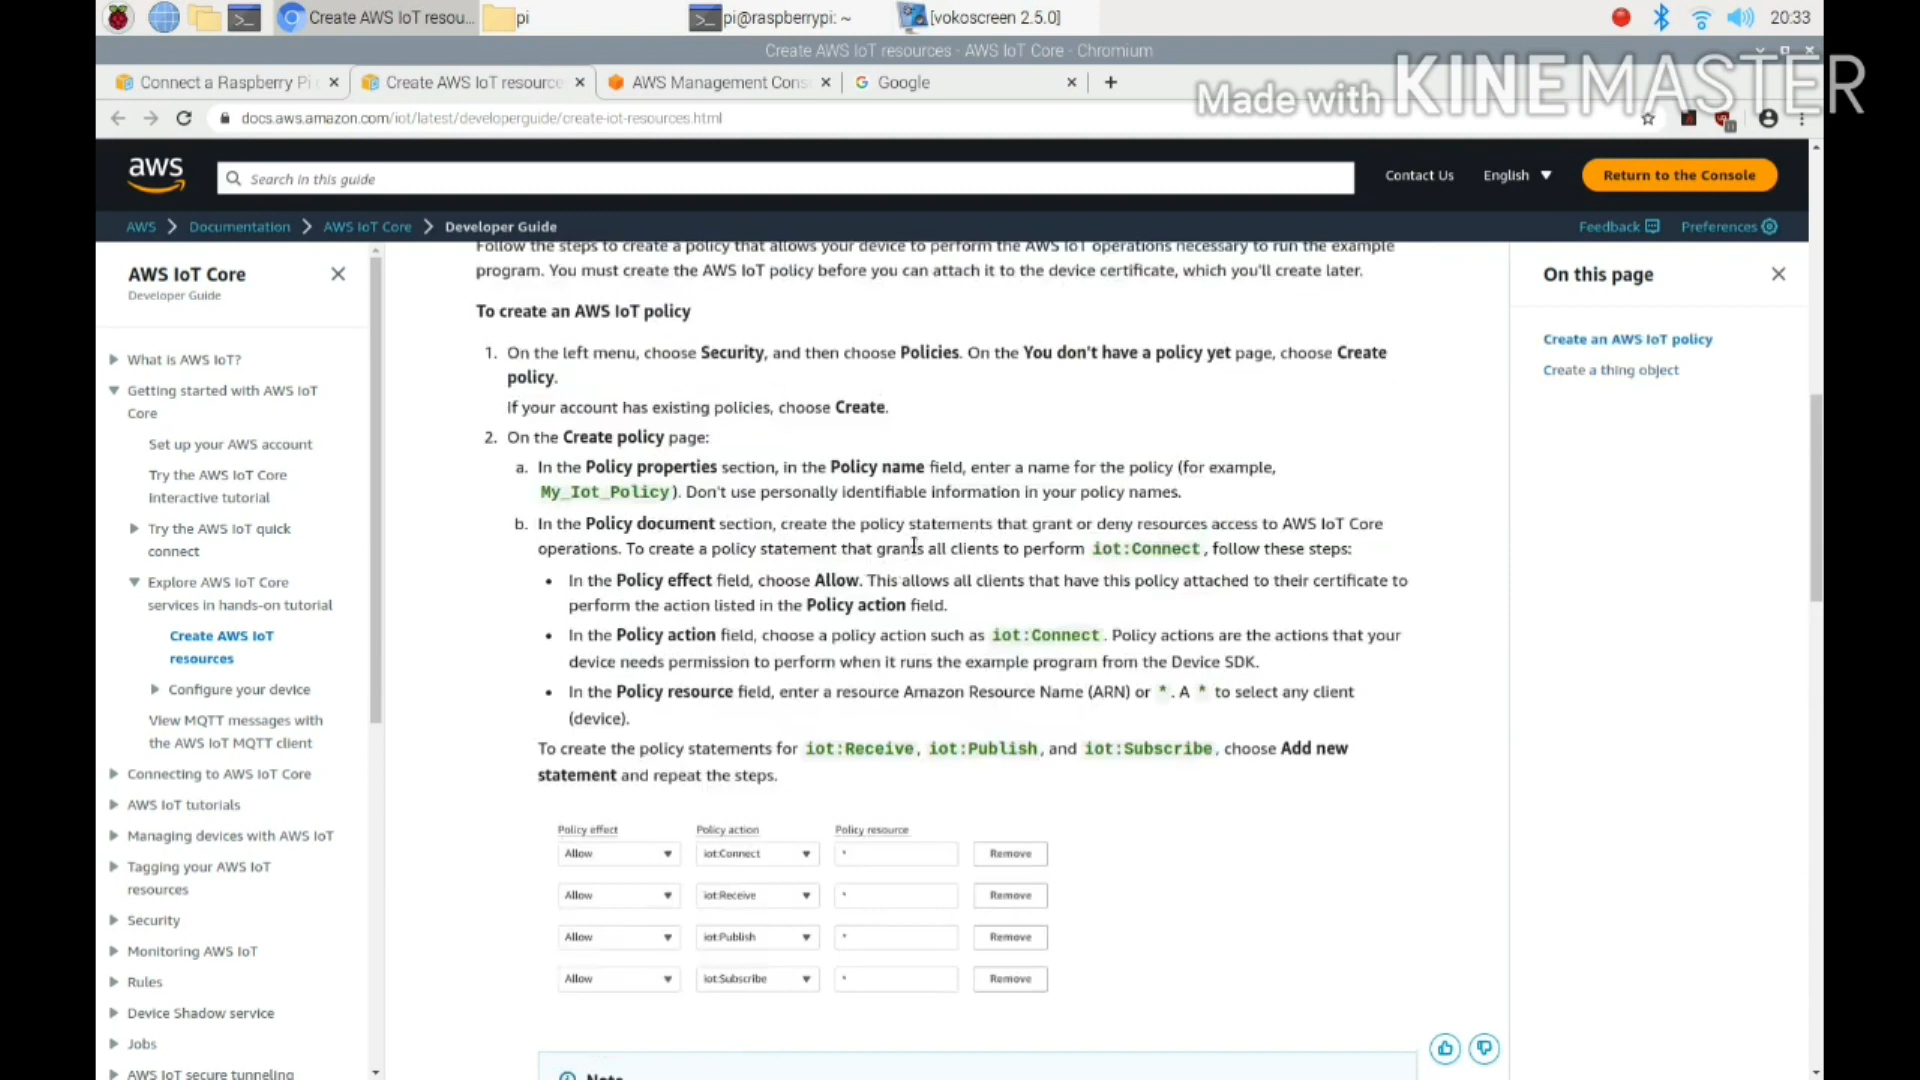 Create AWS IoT resou...
pi
pi@raspberrypi: ~
[vokoscreen 2.5.0]
20:33
Create AWS IoT resources - AWS IoT Core - Chromium
Connect a Raspberry Pi
Create AWS IoT resource
AWS Management Cons
Google
Made with KINEMASTER
docs.aws.amazon.com/iot/latest/developerguide/create-iot-resources.html
aws
Search in this guide
Contact Us
English
Return to the Console
AWS
Documentation
AWS IoT Core
Developer Guide
Feedback
Preferences
AWS IoT Core
Developer Guide
What is AWS IoT?
Getting started with AWS IoT
Core
Set up your AWS account
Try the AWS IoT Core
interactive tutorial
Try the AWS IoT quick
connect
Explore AWS IoT Core
services in hands-on tutorial
Create AWS IoT
resources
Configure your device
View MQTT messages with
the AWS IoT MQTT client
Connecting to AWS IoT Core
AWS IoT tutorials
Managing devices with AWS IoT
Tagging your AWS IoT
resources
Security
Monitoring AWS IoT
Rules
Device Shadow service
Jobs
AWS IoT secure tunneling
Follow the steps to create a policy that allows your device to perform the AWS IoT operations necessary to run the example
program. You must create the AWS IoT policy before you can attach it to the device certificate, which you'll create later.
To create an AWS IoT policy
1. On the left menu, choose Security, and then choose Policies. On the You don't have a policy yet page, choose Create
policy.
If your account has existing policies, choose Create.
2. On the Create policy page:
a. In the Policy properties section, in the Policy name field, enter a name for the policy (for example,
My_Iot_Policy). Don't use personally identifiable information in your policy names.
b. In the Policy document section, create the policy statements that grant or deny resources access to AWS IoT Core
operations. To create a policy statement that grants all clients to perform iot:Connect, follow these steps:
• In the Policy effect field, choose Allow. This allows all clients that have this policy attached to their certificate to
perform the action listed in the Policy action field.
• In the Policy action field, choose a policy action such as iot:Connect. Policy actions are the actions that your
device needs permission to perform when it runs the example program from the Device SDK.
• In the Policy resource field, enter a resource Amazon Resource Name (ARN) or *. A * to select any client
(device).
To create the policy statements for iot:Receive, iot:Publish, and iot:Subscribe, choose Add new
statement and repeat the steps.
Policy effect Policy action Policy resource
Allow iot:Connect * Remove
Allow iot:Receive * Remove
Allow iot:Publish * Remove
Allow iot:Subscribe * Remove
Note
On this page
Create an AWS IoT policy
Create a thing object